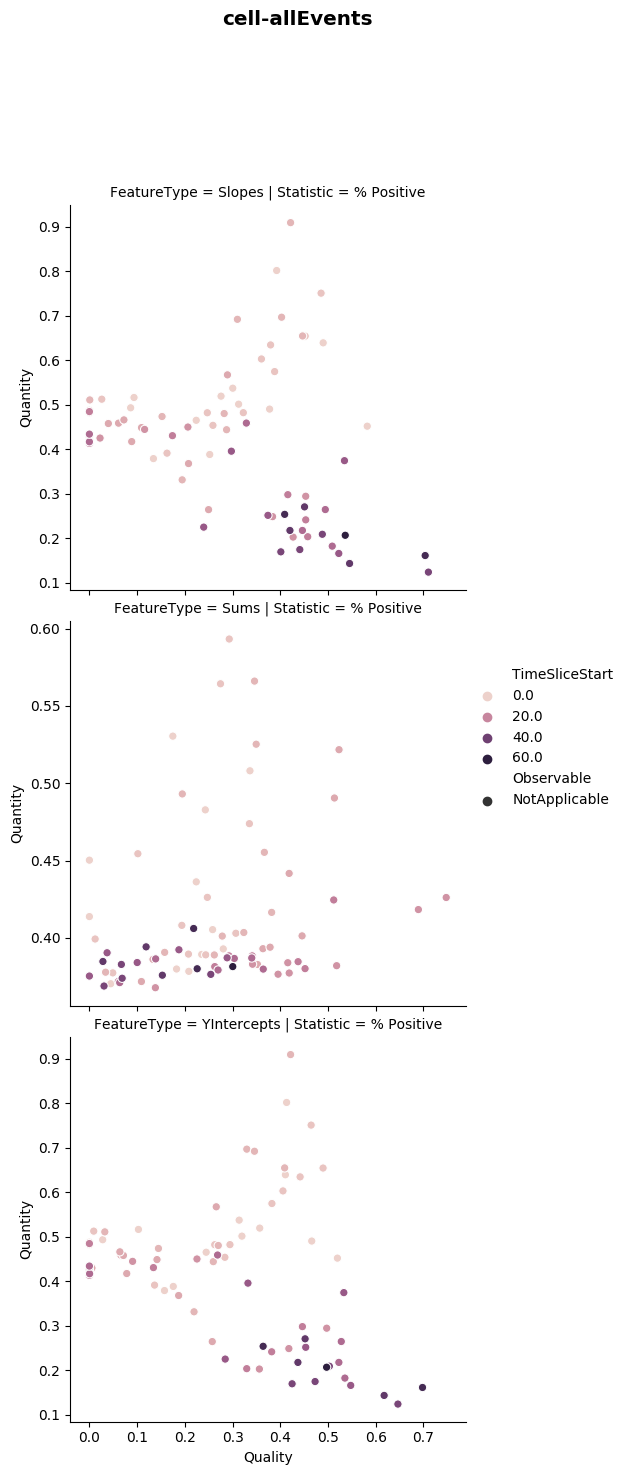 cell-allEvents
FeatureType = Slopes | Statistic = % Positive
0.9
0.8
0.7
0.6
0.5
0.4
0.3
0.2
0.1
Quantity
FeatureType = Sums | Statistic = % Positive
0.60
0.55
0.50
0.45
0.40
Quantity
TimeSliceStart
0.0
20.0
40.0
60.0
Observable
NotApplicable
FeatureType = YIntercepts | Statistic = % Positive
0.9
0.8
0.7
0.6
0.5
0.4
0.3
0.2
0.1
Quantity
0.0 0.1 0.2 0.3 0.4 0.5 0.6 0.7
Quality